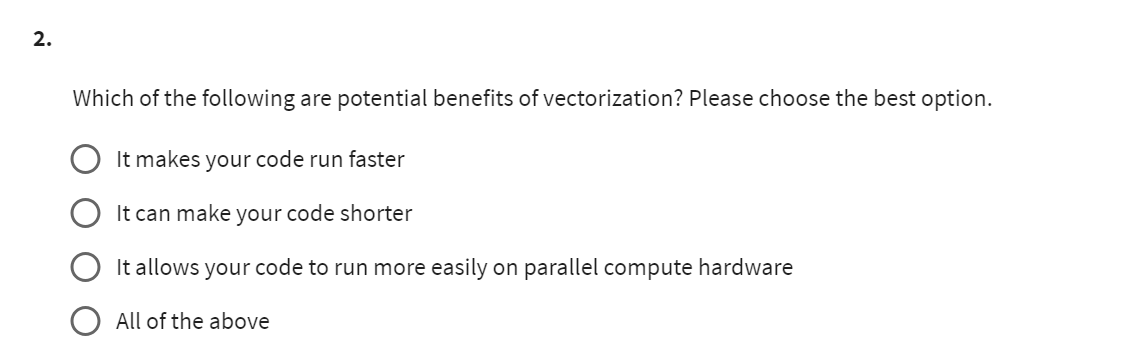 2.
Which of the following are potential benefits of vectorization? Please choose the best option.
It makes your code run faster
It can make your code shorter
It allows your code to run more easily on parallel compute hardware
All of the above